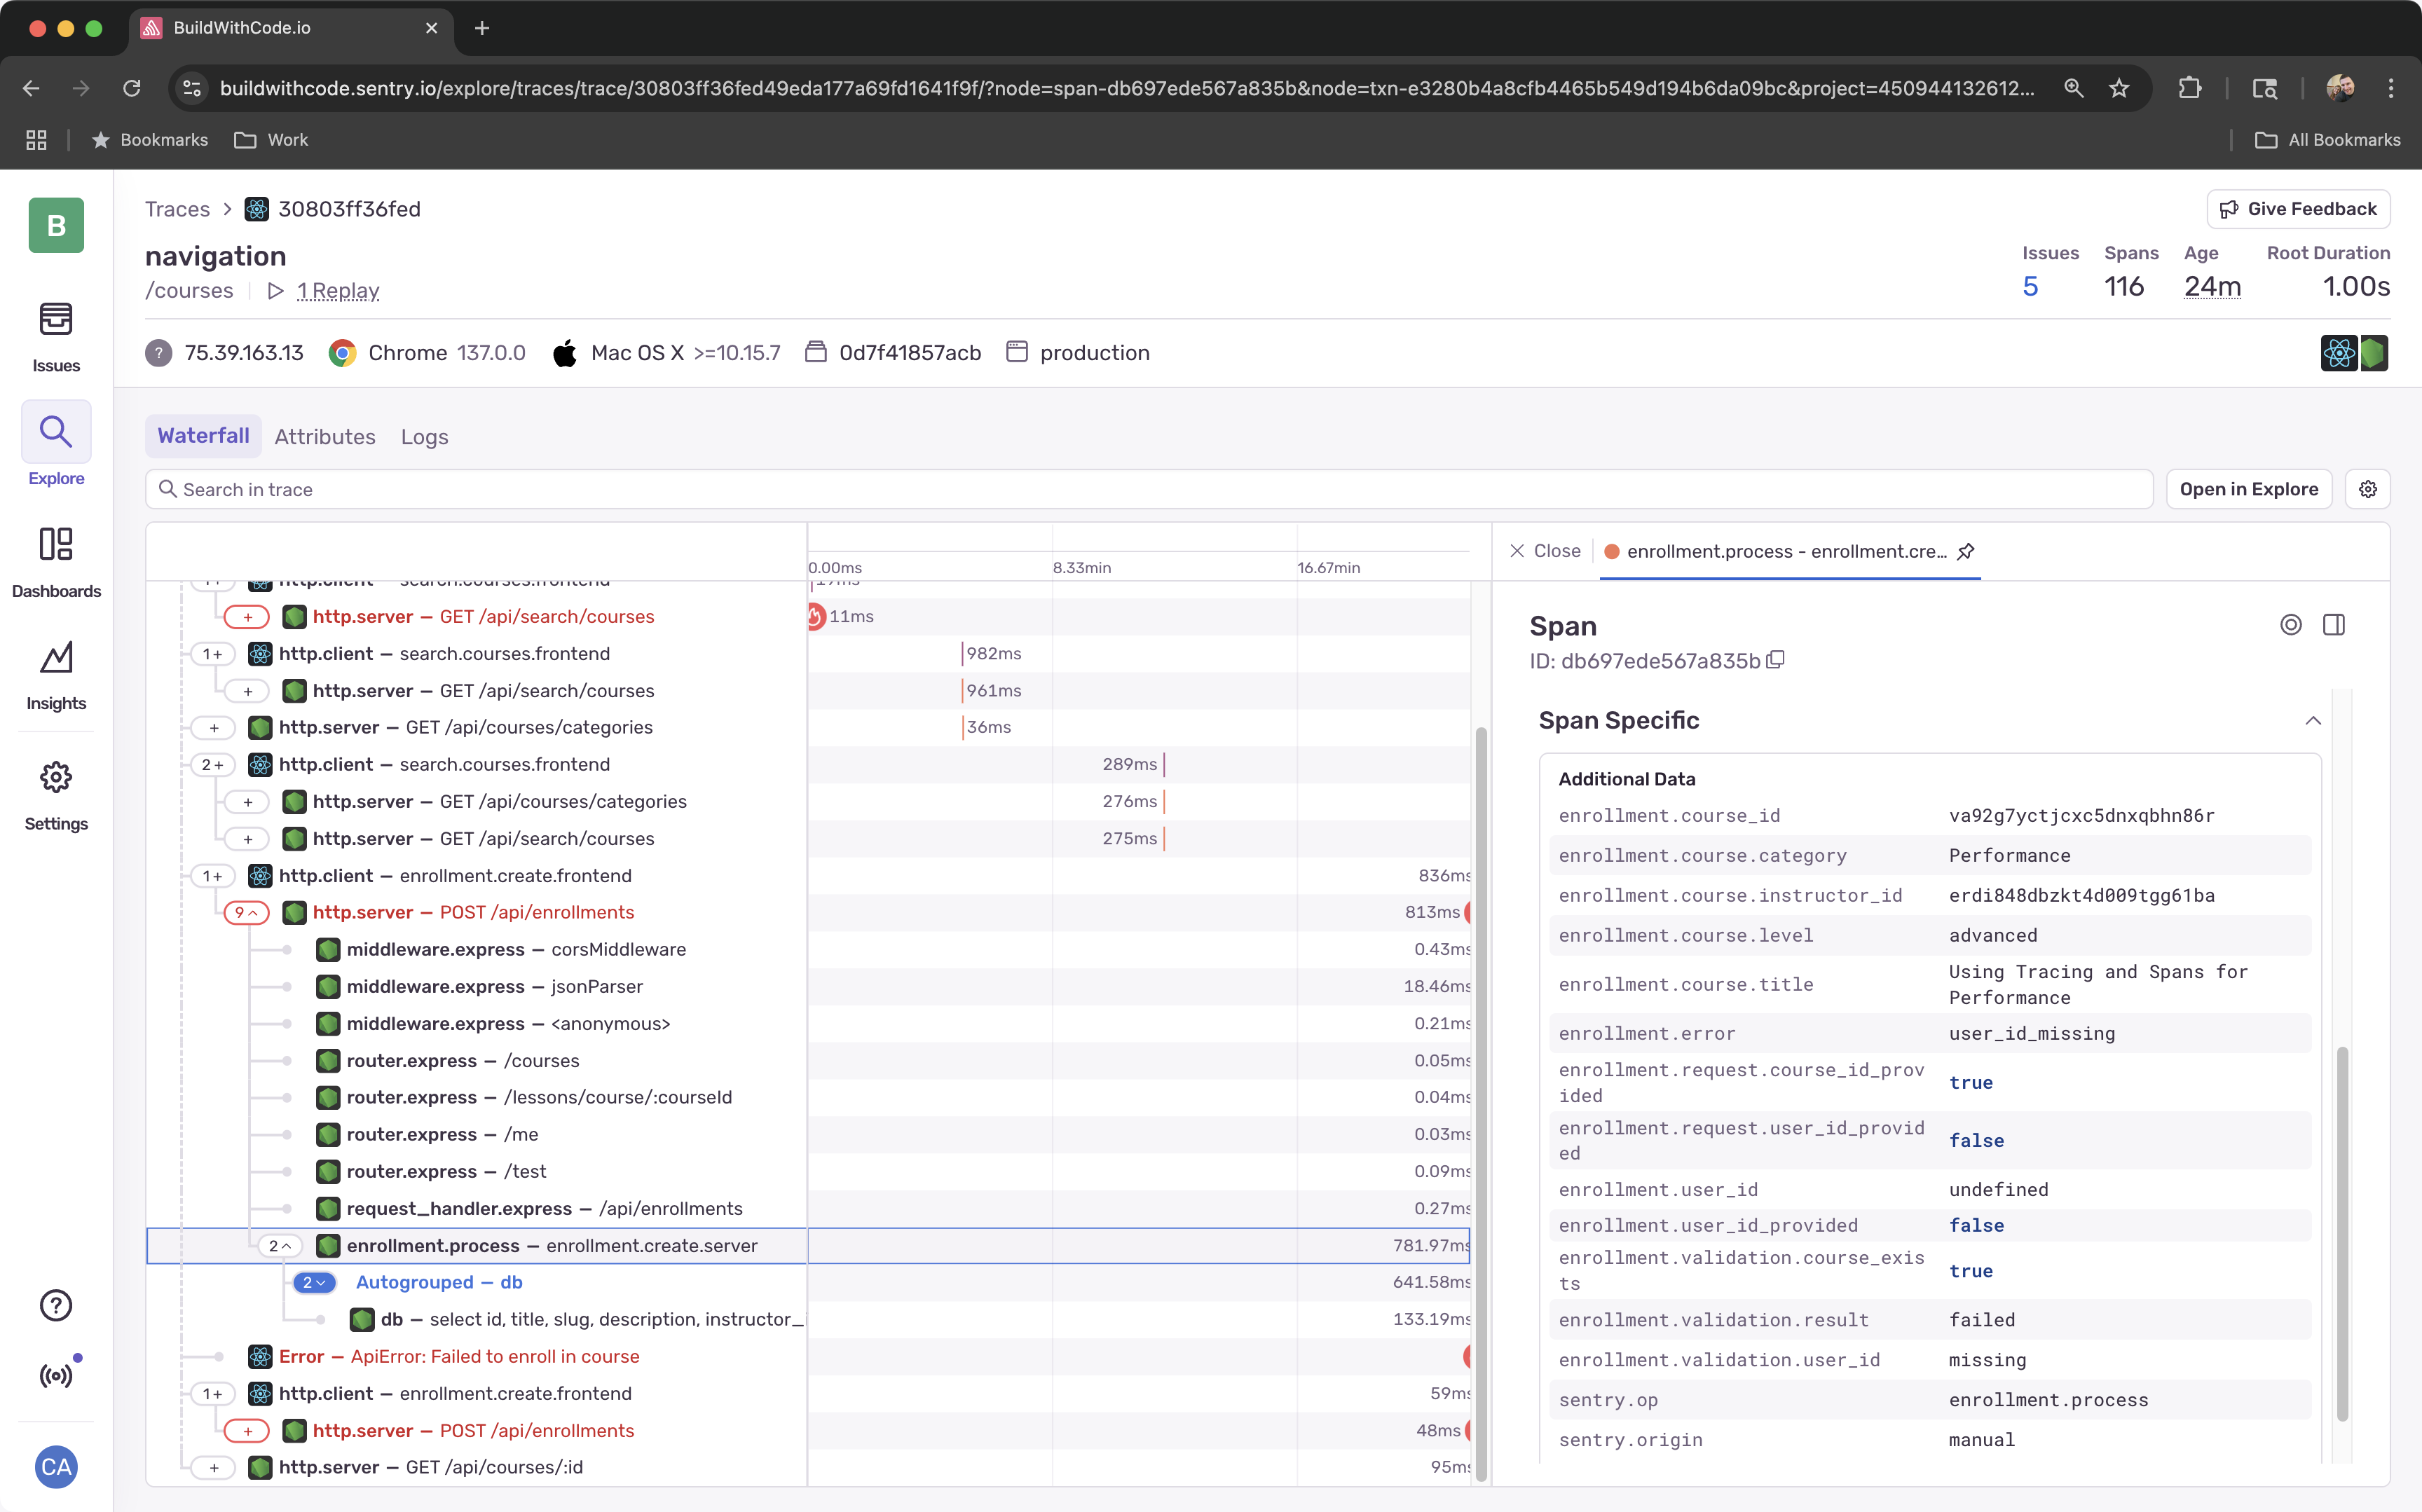 BuildWithCode.io
buildwithcode.sentry.io/explore/traces/trace/30803ff36fed49eda177a69fd1641f9f/?node=span-db697ede567a835b&node=txn-e3280b4a8cfb4465b549d194b6da09bc&project=450944132612...
Bookmarks
Work
All Bookmarks
B
Issues
Explore
Dashboards
Insights
Settings
CA
Traces > 30803ff36fed
Give Feedback
navigation
/courses
1 Replay
Issues Spans Age Root Duration
5 116 24m 1.00s
? 75.39.163.13 Chrome 137.0.0 Mac OS X >=10.15.7 0d7f41857acb production
Waterfall Attributes Logs
Search in trace
Open in Explore
0.00ms 8.33min 16.67min
1+ http.client — search.courses.frontend 19ms
+ http.server — GET /api/search/courses 11ms
1+ http.client — search.courses.frontend 982ms
+ http.server — GET /api/search/courses 961ms
+ http.server — GET /api/courses/categories 36ms
2+ http.client — search.courses.frontend 289ms
+ http.server — GET /api/courses/categories 276ms
+ http.server — GET /api/search/courses 275ms
1+ http.client — enrollment.create.frontend 836ms
9 http.server — POST /api/enrollments 813ms
middleware.express — corsMiddleware 0.43ms
middleware.express — jsonParser 18.46ms
middleware.express — <anonymous> 0.21ms
router.express — /courses 0.05ms
router.express — /lessons/course/:courseId 0.04ms
router.express — /me 0.03ms
router.express — /test 0.09ms
request_handler.express — /api/enrollments 0.27ms
2 enrollment.process — enrollment.create.server 781.97ms
2 Autogrouped — db 641.58ms
db — select id, title, slug, description, instructor_ 133.19ms
Error — ApiError: Failed to enroll in course
1+ http.client — enrollment.create.frontend 59ms
+ http.server — POST /api/enrollments 48ms
+ http.server — GET /api/courses/:id 95ms
Close
enrollment.process - enrollment.cre...
Span
ID: db697ede567a835b
Span Specific
Additional Data
enrollment.course_id va92g7yctjcxc5dnxqbhn86r
enrollment.course.category Performance
enrollment.course.instructor_id erdi848dbzkt4d009tgg61ba
enrollment.course.level advanced
enrollment.course.title Using Tracing and Spans for
Performance
enrollment.error user_id_missing
enrollment.request.course_id_prov
ided true
enrollment.request.user_id_provid
ed false
enrollment.user_id undefined
enrollment.user_id_provided false
enrollment.validation.course_exis
ts true
enrollment.validation.result failed
enrollment.validation.user_id missing
sentry.op enrollment.process
sentry.origin manual